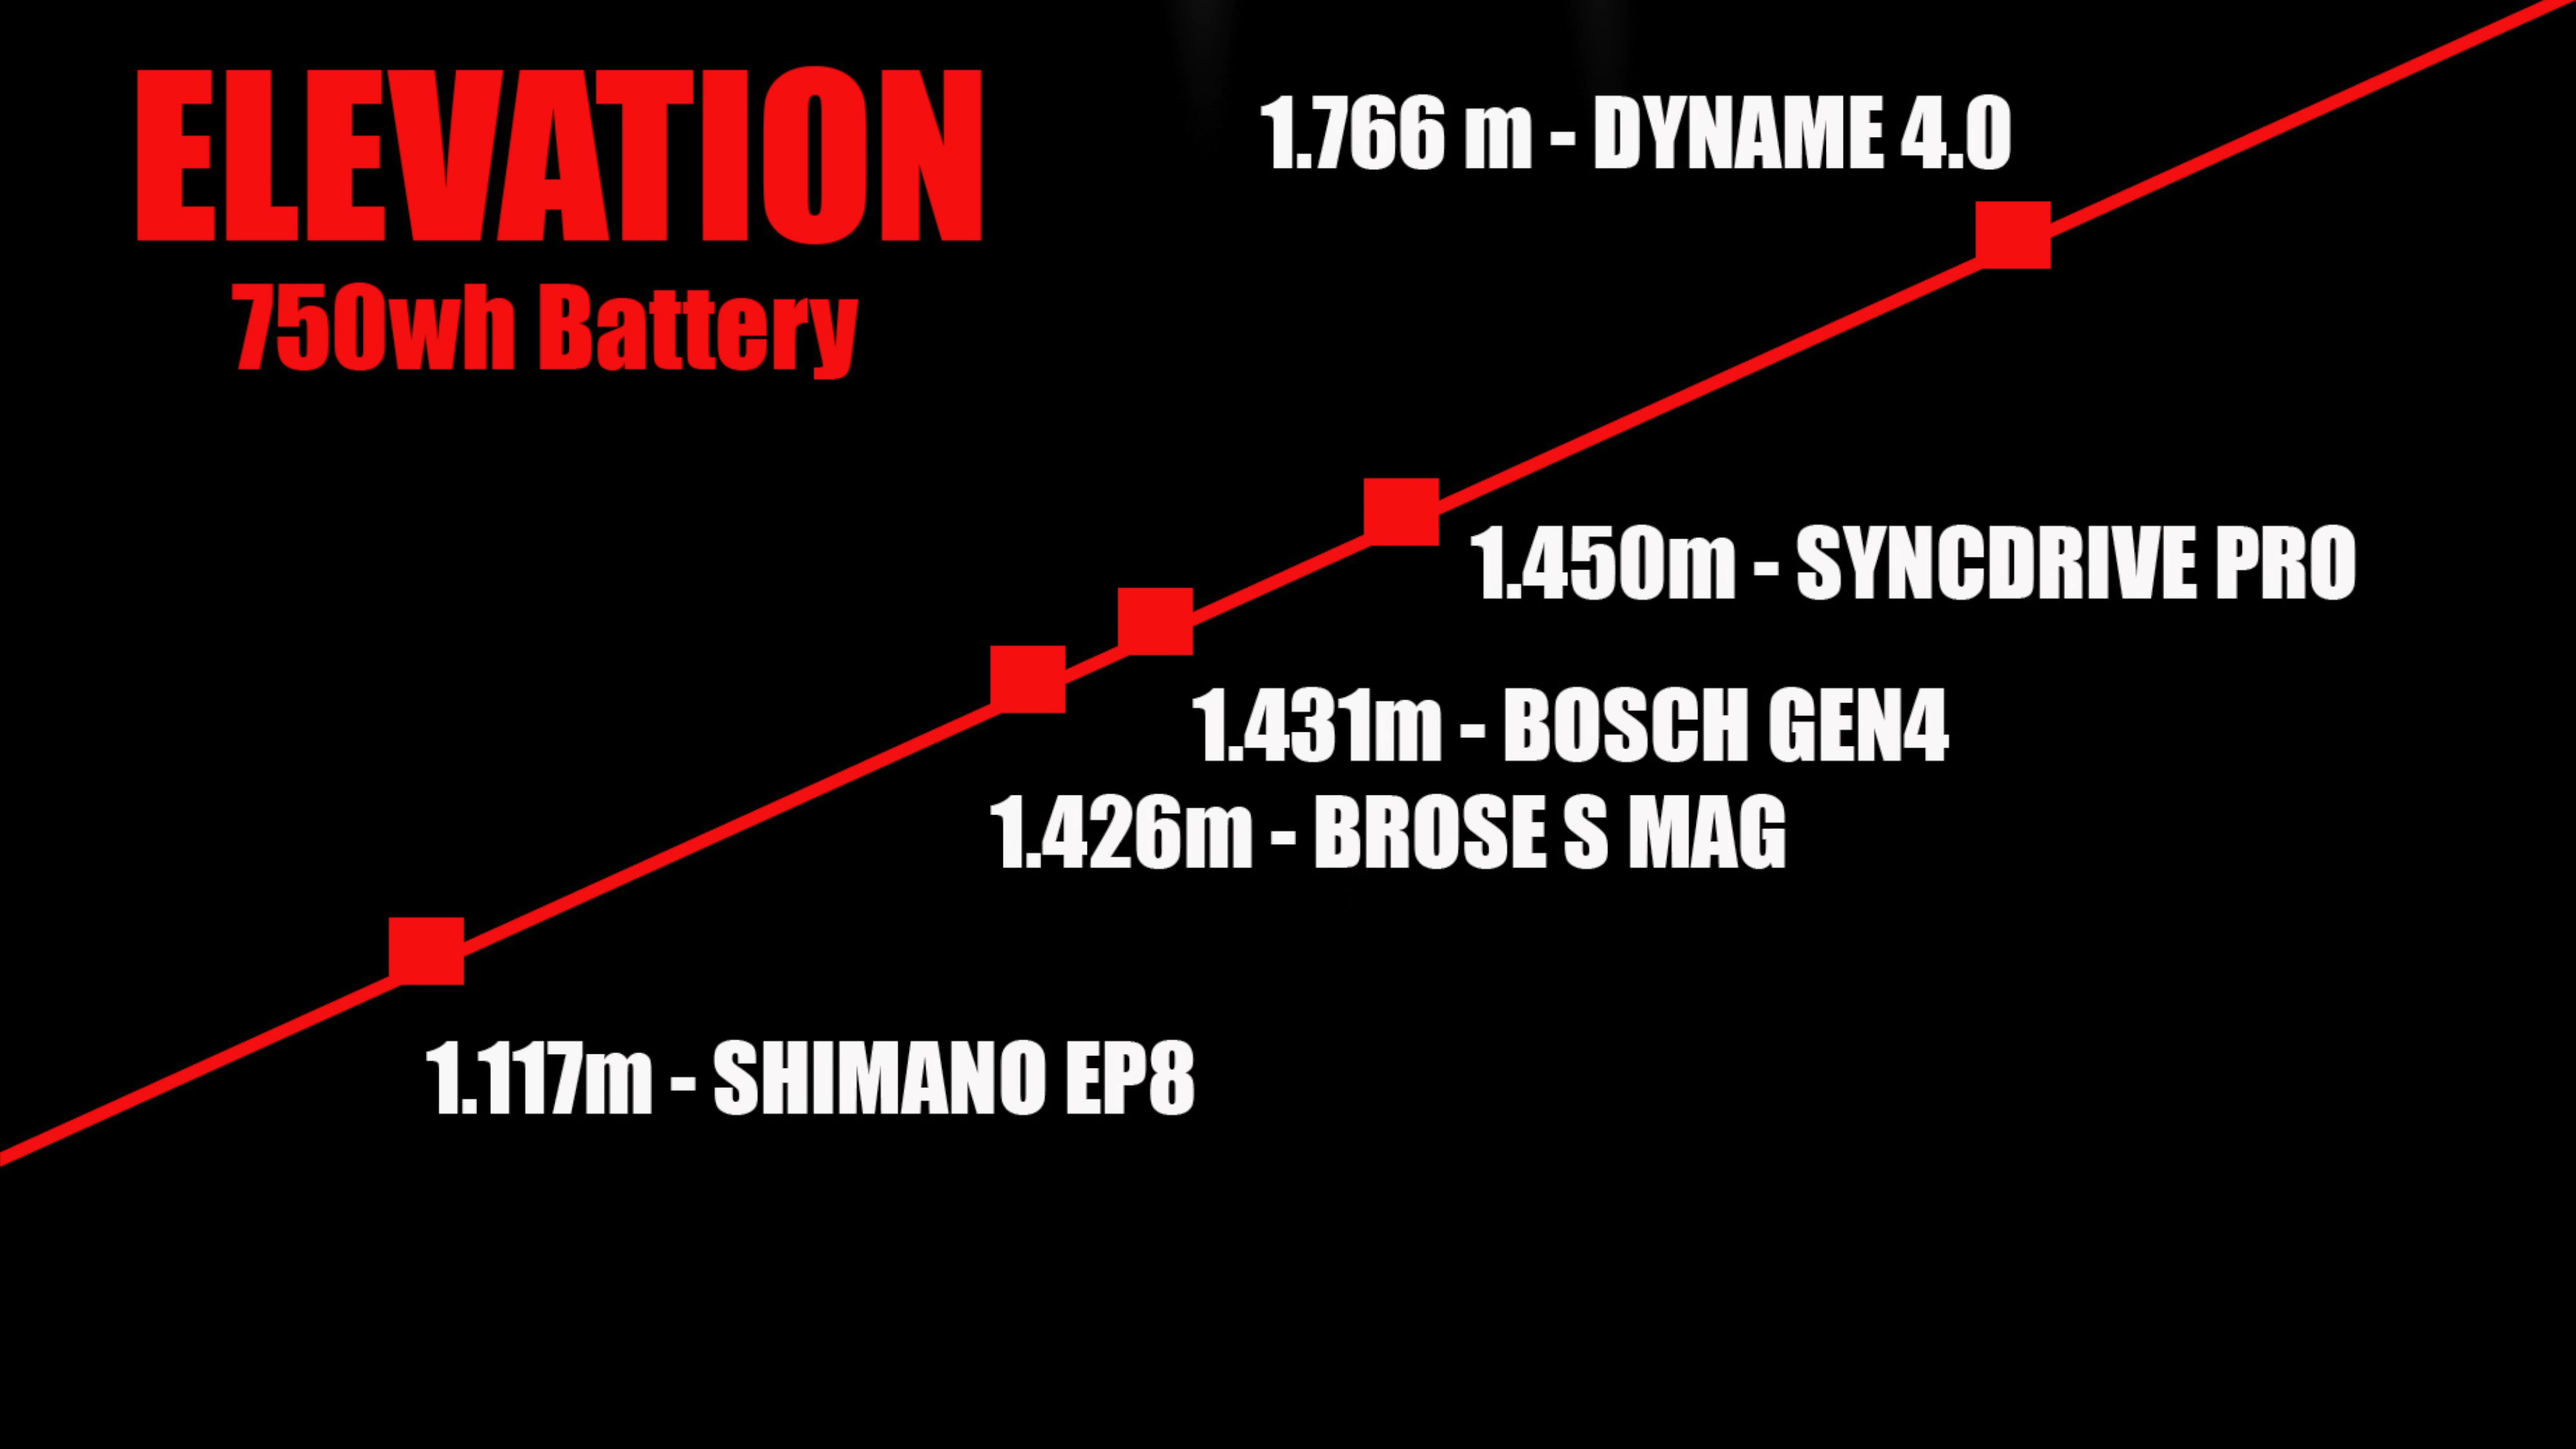 ELEVATION
750wh Battery
1.766 m - DYNAME 4.0
1.450m - SYNCDRIVE PRO
1.431m - BOSCH GEN4
1.426m - BROSE S MAG
1.117m - SHIMANO EP8